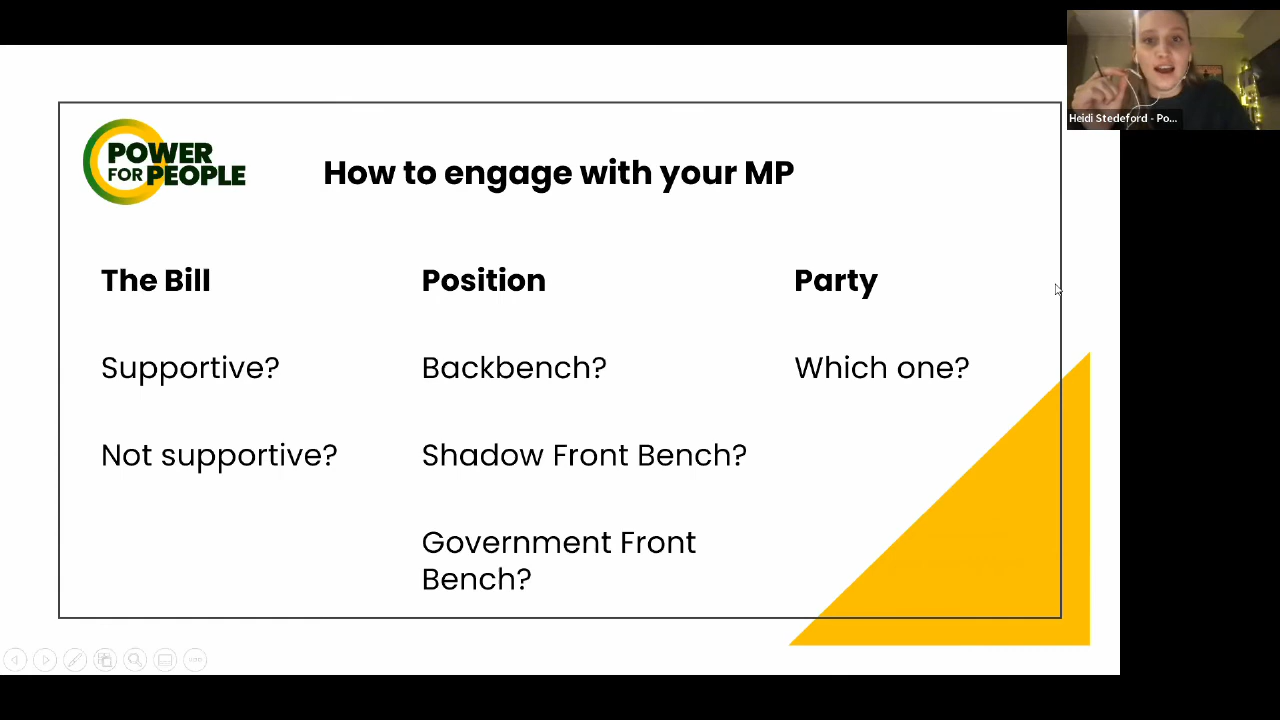 Heidi Stedeford - Po...
POWER
FOR PEOPLE
How to engage with your MP
The Bill
Supportive?
Not supportive?
Position
Backbench?
Shadow Front Bench?
Government Front
Bench?
Party
Which one?